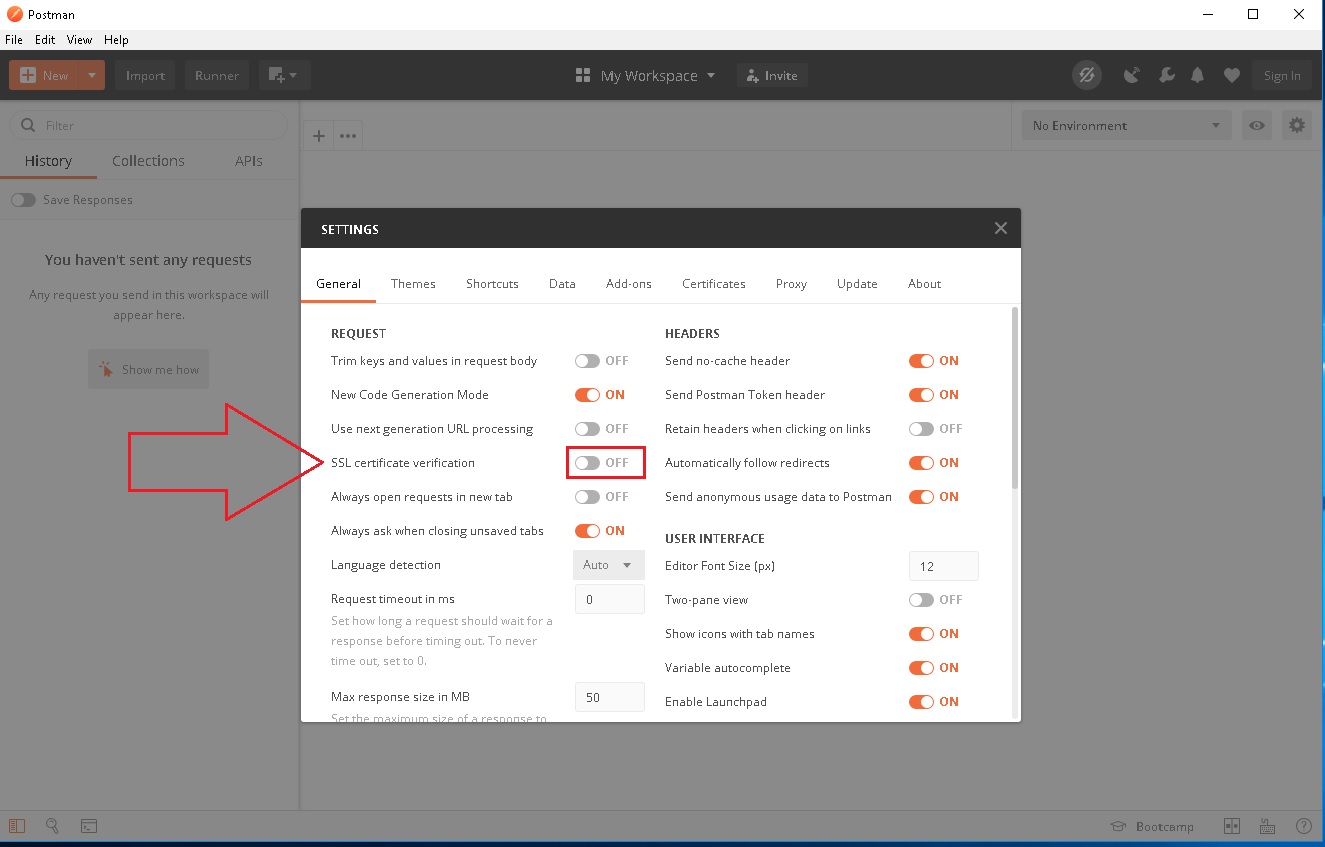 Postman
File Edit View Help
New Import Runner My Workspace Invite Sign In
Filter
No Environment
History Collections APIs
Save Responses
You haven't sent any requests
Any request you send in this workspace will
appear here.
Show me how
SETTINGS
General Themes Shortcuts Data Add-ons Certificates Proxy Update About
REQUEST
Trim keys and values in request body OFF
New Code Generation Mode ON
Use next generation URL processing OFF
SSL certificate verification OFF
Always open requests in new tab OFF
Always ask when closing unsaved tabs ON
Language detection Auto
Request timeout in ms 0
Set how long a request should wait for a
response before timing out. To never
time out, set to 0.
Max response size in MB 50
Set the maximum size of a response to
HEADERS
Send no-cache header ON
Send Postman Token header ON
Retain headers when clicking on links OFF
Automatically follow redirects ON
Send anonymous usage data to Postman ON
USER INTERFACE
Editor Font Size (px) 12
Two-pane view OFF
Show icons with tab names ON
Variable autocomplete ON
Enable Launchpad ON
Bootcamp